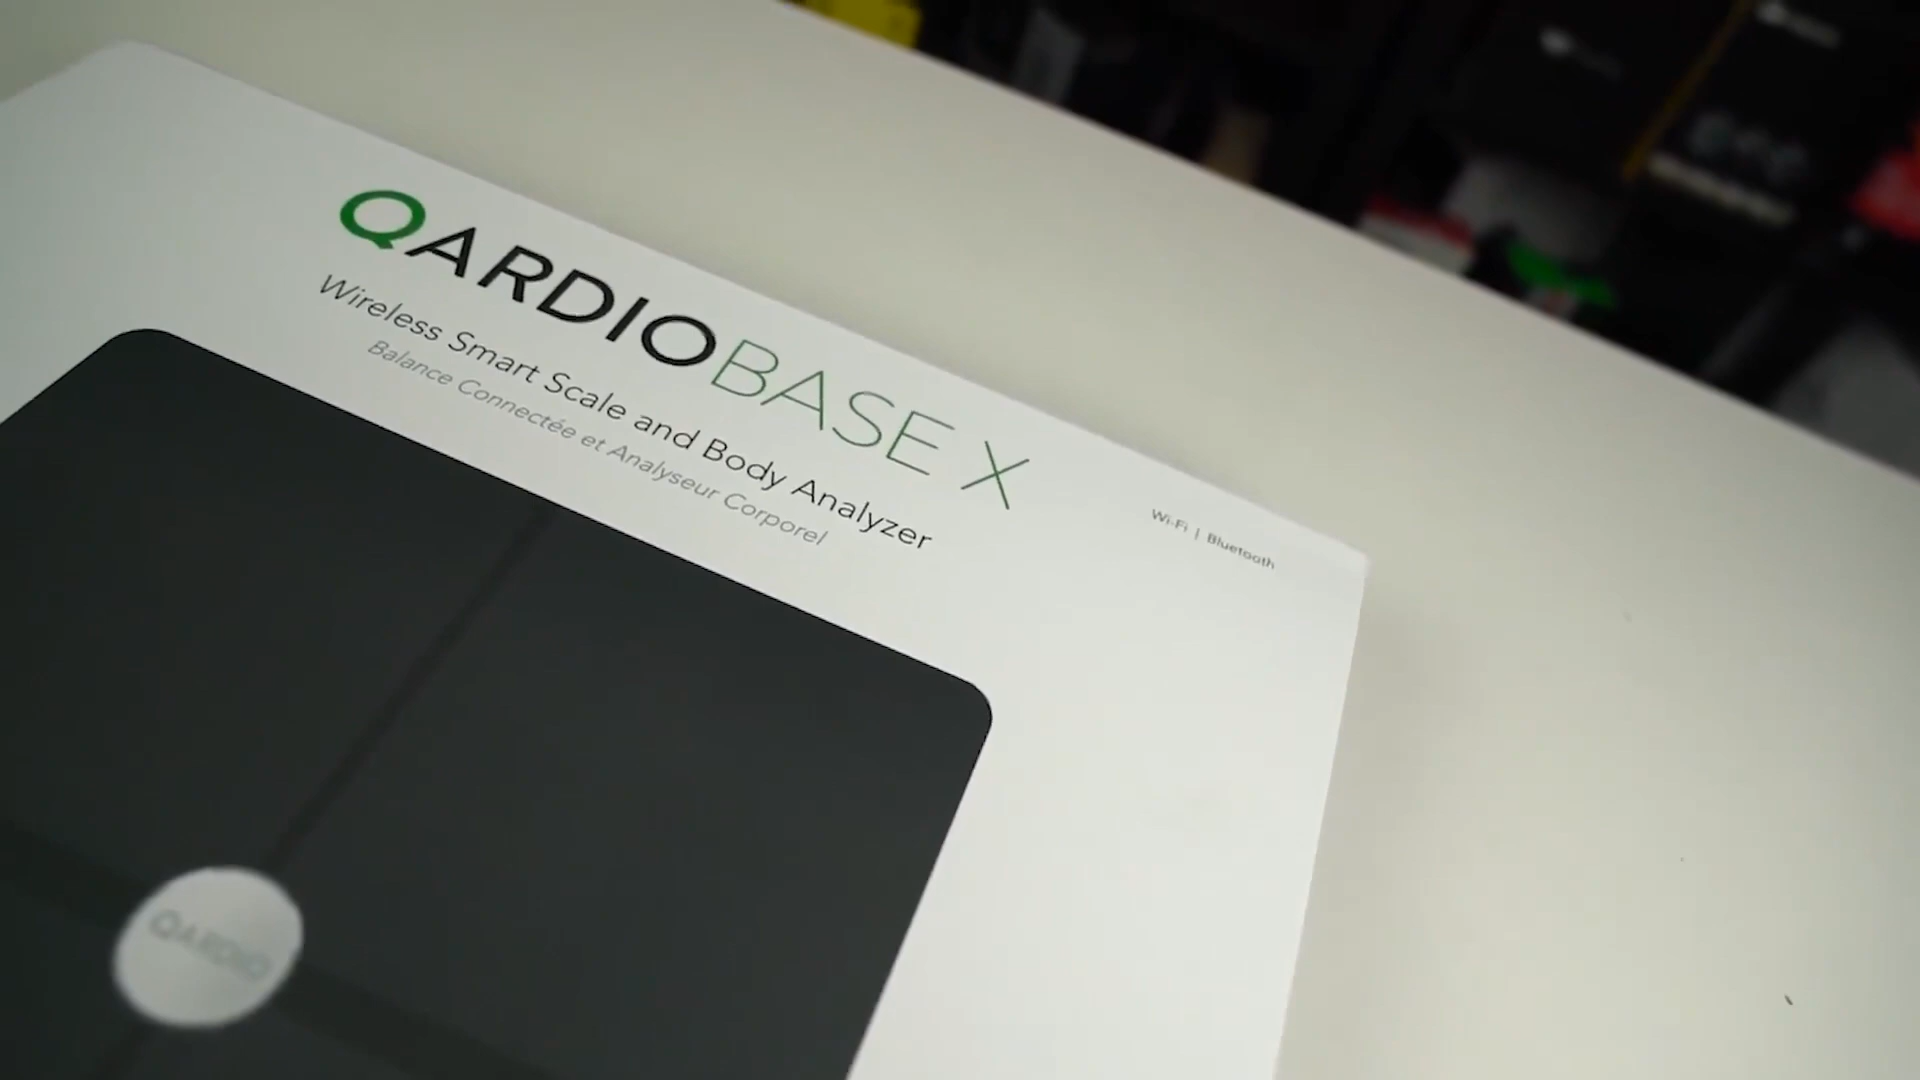 QARDIOBASE X
Wireless Smart Scale and Body Analyzer
Balance Connectée et Analyseur Corporel
Wi-Fi | Bluetooth
QARDIO